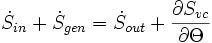 Ṡ_in + Ṡ_gen = Ṡ_out + ∂S_vc/∂Θ